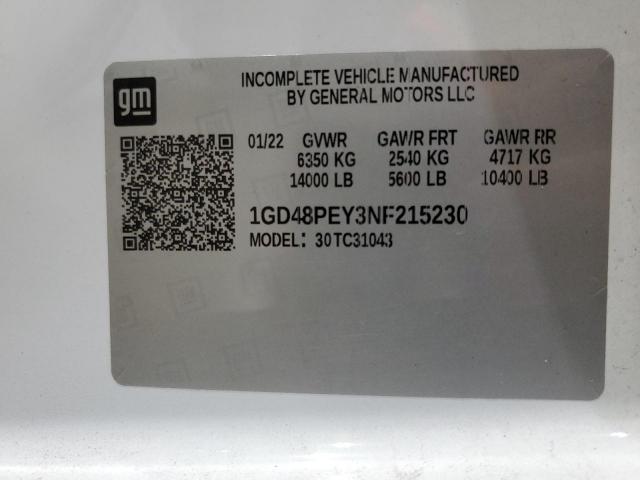 INCOMPLETE VEHICLE MANUFACTURED
BY GENERAL MOTORS LLC
gm
01/22 GVWR GAWR FRT GAWR RR
6350 KG 2540 KG 4717 KG
14000 LB 5600 LB 10400 LB
1GD48PEY3NF215230
MODEL: 30TC31043